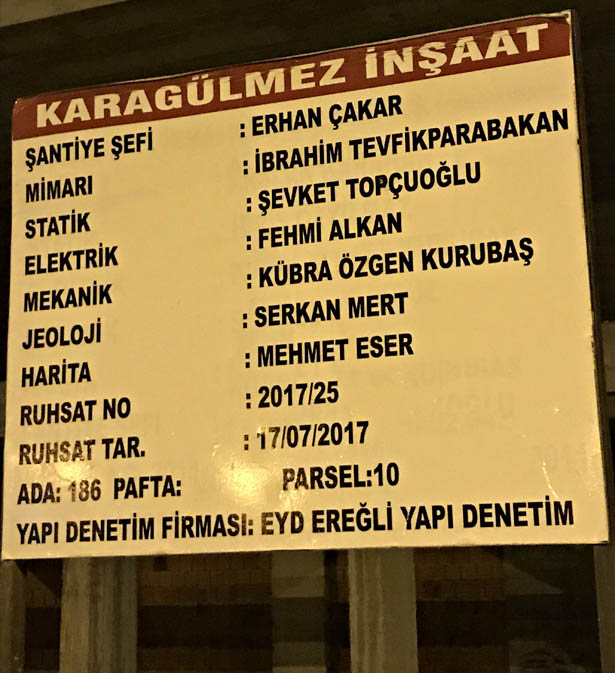 KARAGÜLMEZ İNŞAAT
ŞANTİYE ŞEFİ : ERHAN ÇAKAR
MİMARI : İBRAHİM TEVFİKPARABAKAN
STATİK : ŞEVKET TOPÇUOĞLU
ELEKTRİK : FEHMİ ALKAN
MEKANİK : KÜBRA ÖZGEN KURUBAŞ
JEOLOJİ : SERKAN MERT
HARİTA : MEHMET ESER
RUHSAT NO : 2017/25
RUHSAT TAR. : 17/07/2017
ADA: 186 PAFTA: PARSEL:10
YAPI DENETİM FİRMASI: EYD EREĞLİ YAPI DENETİM